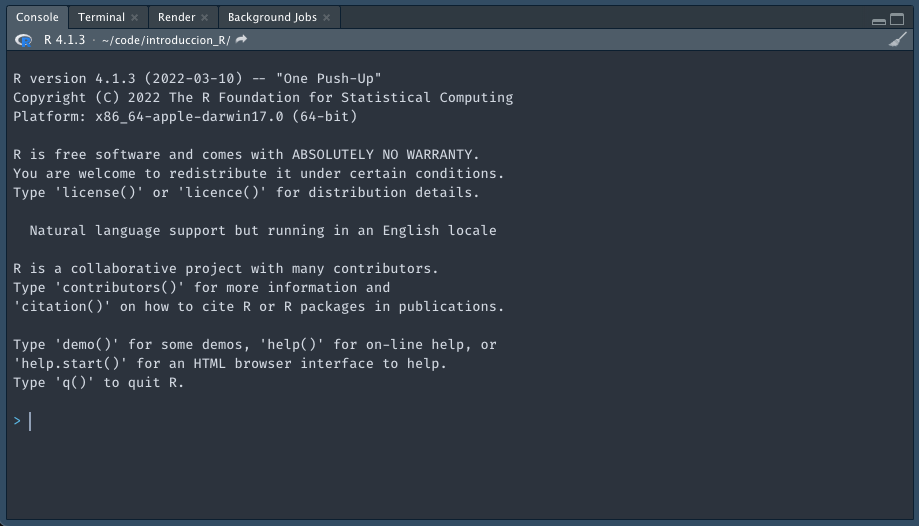 Console Terminal Render Background Jobs
R 4.1.3 · ~/code/introduccion_R/
R version 4.1.3 (2022-03-10) -- "One Push-Up"
Copyright (C) 2022 The R Foundation for Statistical Computing
Platform: x86_64-apple-darwin17.0 (64-bit)
R is free software and comes with ABSOLUTELY NO WARRANTY.
You are welcome to redistribute it under certain conditions.
Type 'license()' or 'licence()' for distribution details.
Natural language support but running in an English locale
R is a collaborative project with many contributors.
Type 'contributors()' for more information and
'citation()' on how to cite R or R packages in publications.
Type 'demo()' for some demos, 'help()' for on-line help, or
'help.start()' for an HTML browser interface to help.
Type 'q()' to quit R.
>